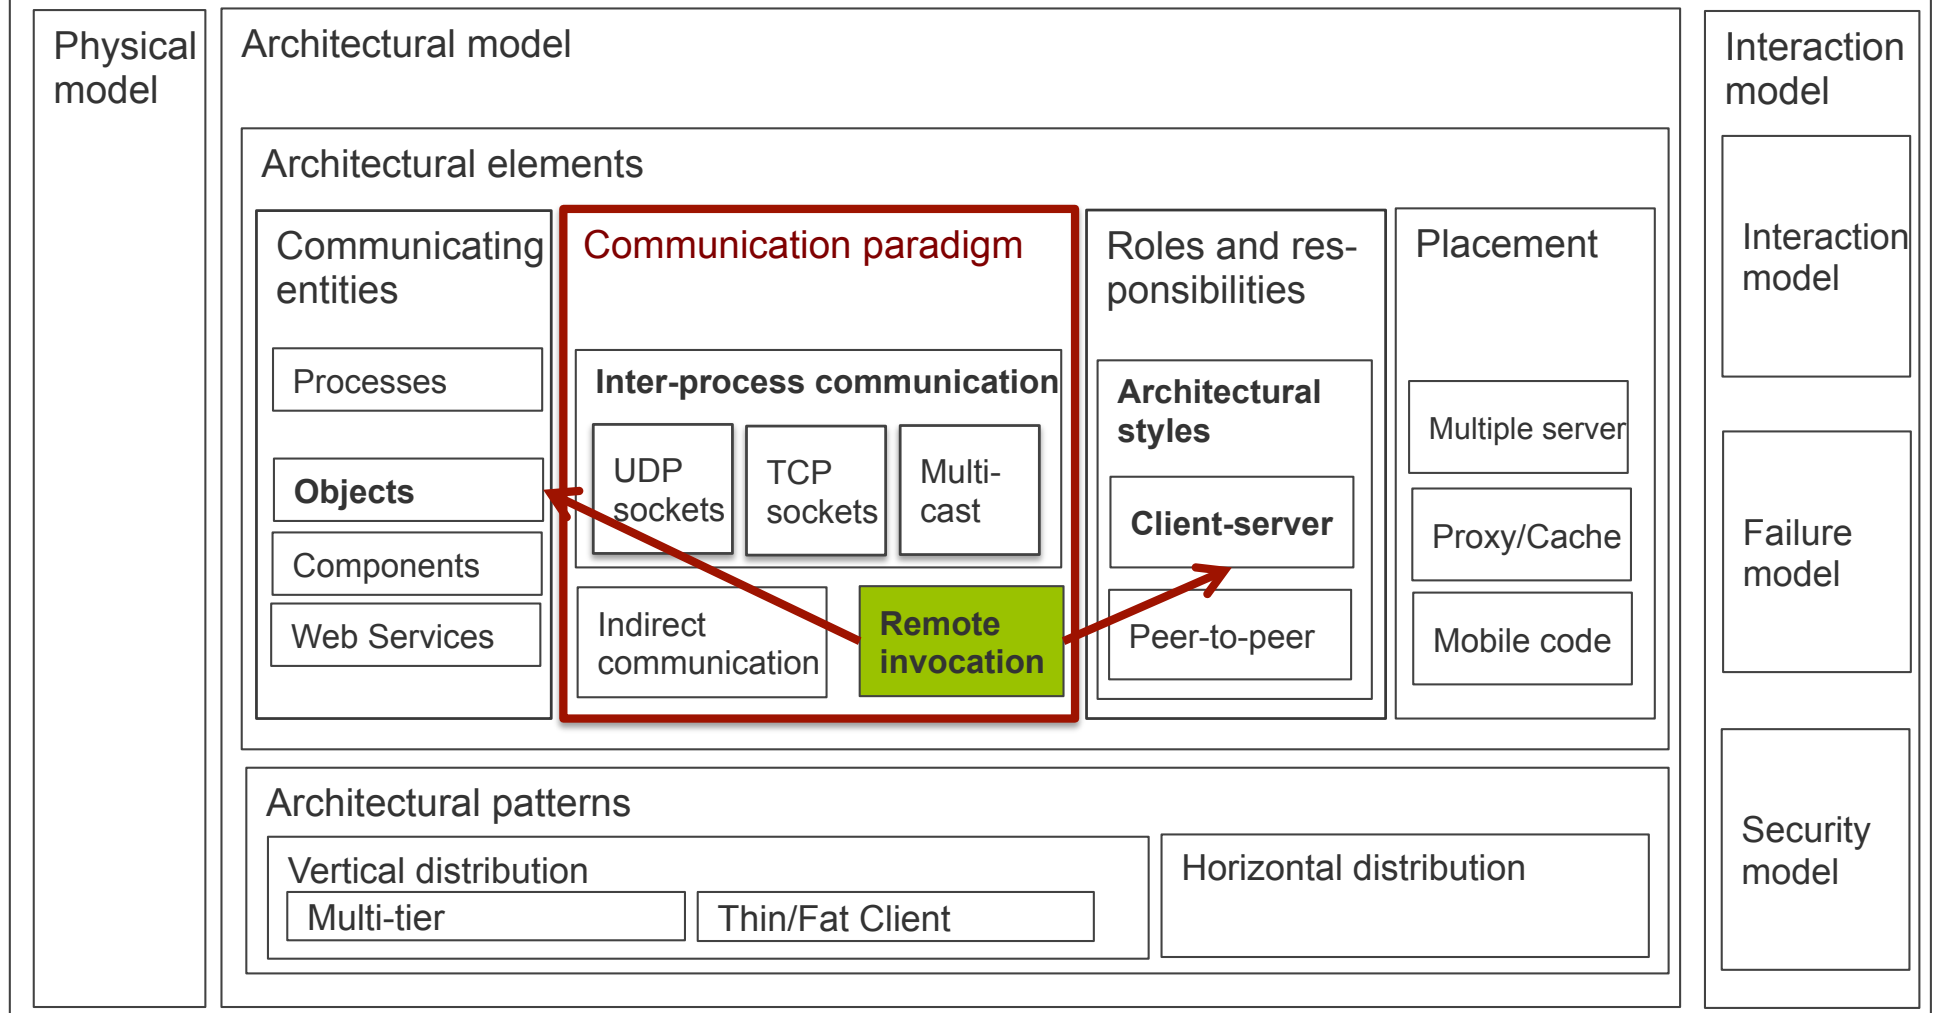 Physical
model
Architectural model
Architectural elements
Communicating
entities
Processes
Objects
Components
Web Services
Communication paradigm
Inter-process communication
UDP
sockets
TCP
sockets
Multi-
cast
Indirect
communication
Remote
invocation
Roles and res-
ponsibilities
Architectural
styles
Client-server
Peer-to-peer
Placement
Multiple server
Proxy/Cache
Mobile code
Architectural patterns
Vertical distribution
Multi-tier
Thin/Fat Client
Horizontal distribution
Interaction
model
Interaction
model
Failure
model
Security
model